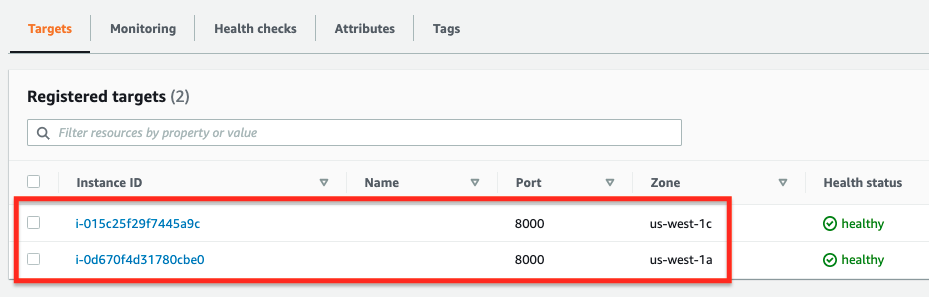 Targets Monitoring Health checks Attributes Tags
Registered targets (2)
Filter resources by property or value
Instance ID Name Port Zone Health status
i-015c25f29f7445a9c 8000 us-west-1c healthy
i-0d670f4d31780cbe0 8000 us-west-1a healthy